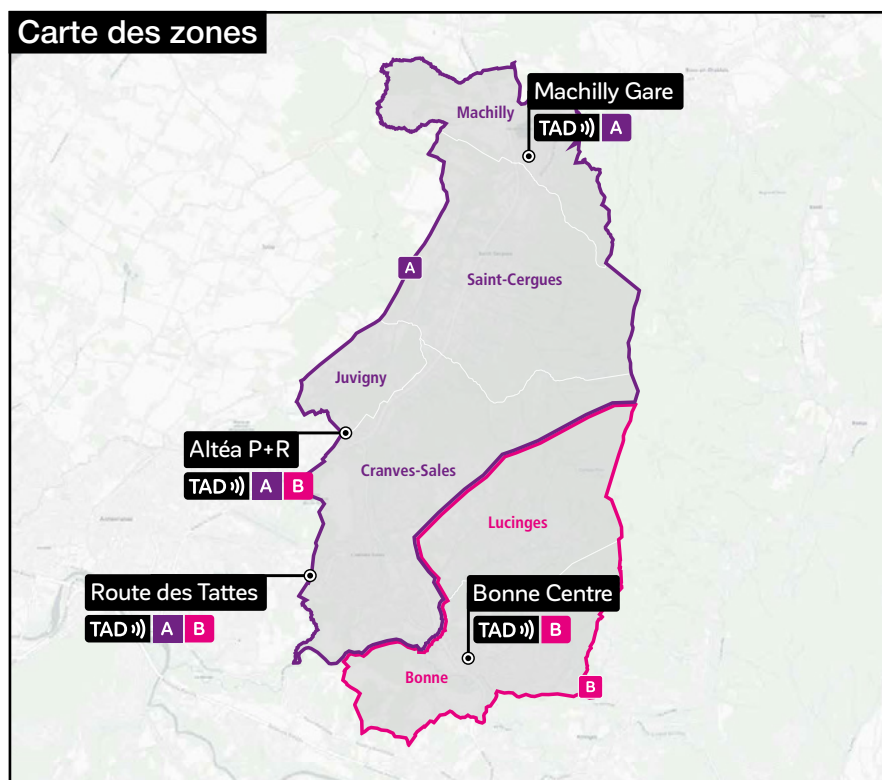 Carte des zones
Machilly Gare
TAD A
Machilly
A
Saint-Cergues
Juvigny
Altéa P+R
TAD A B
Cranves-Sales
Lucinges
Route des Tattes
TAD A B
Bonne Centre
TAD B
Bonne
B